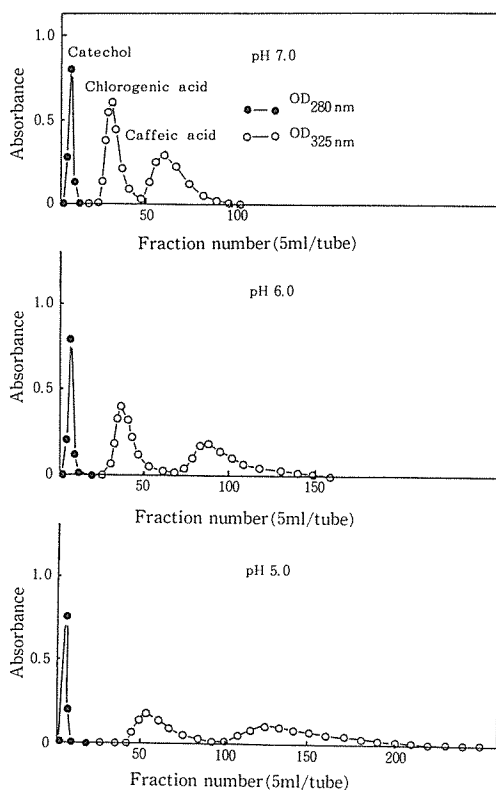 1.0
Catechol
pH 7.0
Chlorogenic acid
OD280 nm
0.5
Caffeic acid
OD325 nm
0
50
100
Absorbance
Fraction number(5ml/tube)
1.0
pH 6.0
0.5
0
50
100
150
Absorbance
Fraction number(5ml/tube)
1.0
pH 5.0
0.5
0
50
100
150
200
Absorbance
Fraction number(5ml/tube)